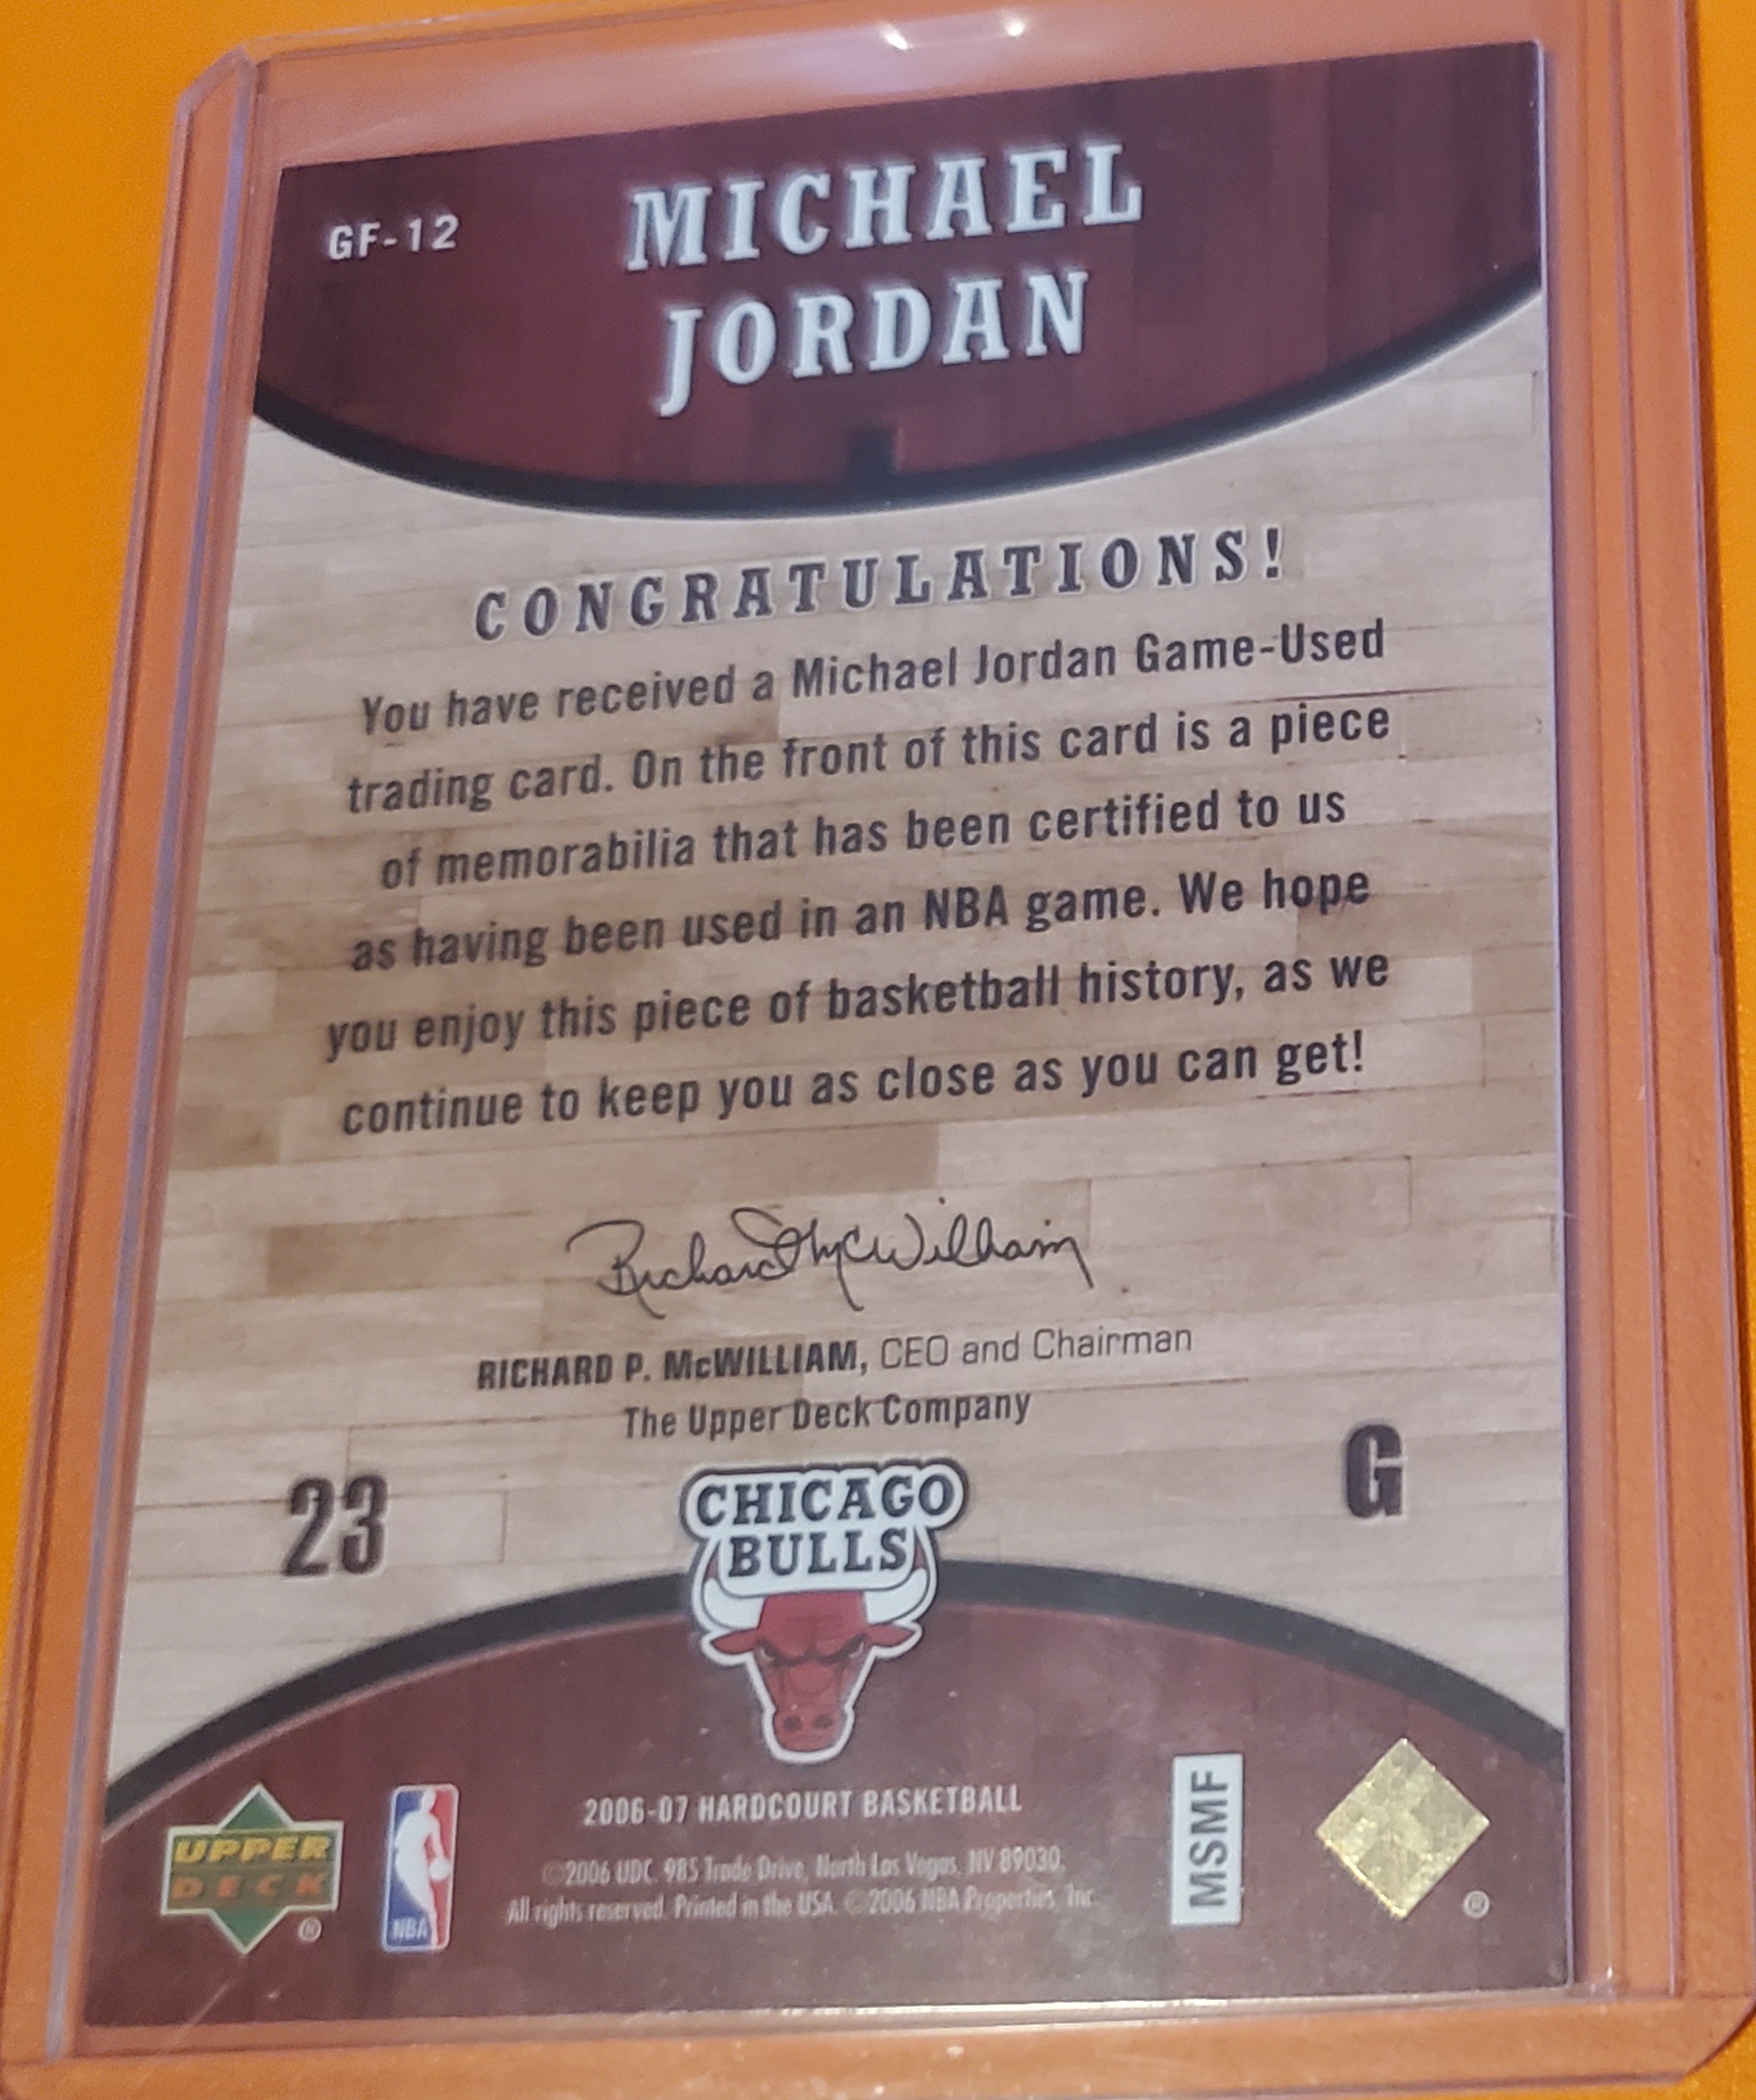 GF-12
MICHAEL
JORDAN
CONGRATULATIONS!
You have received a Michael Jordan Game-Used
trading card. On the front of this card is a piece
of memorabilia that has been certified to us
as having been used in an NBA game. We hope
you enjoy this piece of basketball history, as we
continue to keep you as close as you can get!
Richard McWilliam
RICHARD P. McWILLIAM, CEO and Chairman
The Upper Deck Company
23
G
CHICAGO
BULLS
UPPER
DECK
®
NBA
2006-07 HARDCOURT BASKETBALL
©2006 UDC. 985 Trade Drive, North Las Vegas, NV 89030.
All rights reserved. Printed in the USA. ©2006 NBA Properties, Inc.
MSMF
®